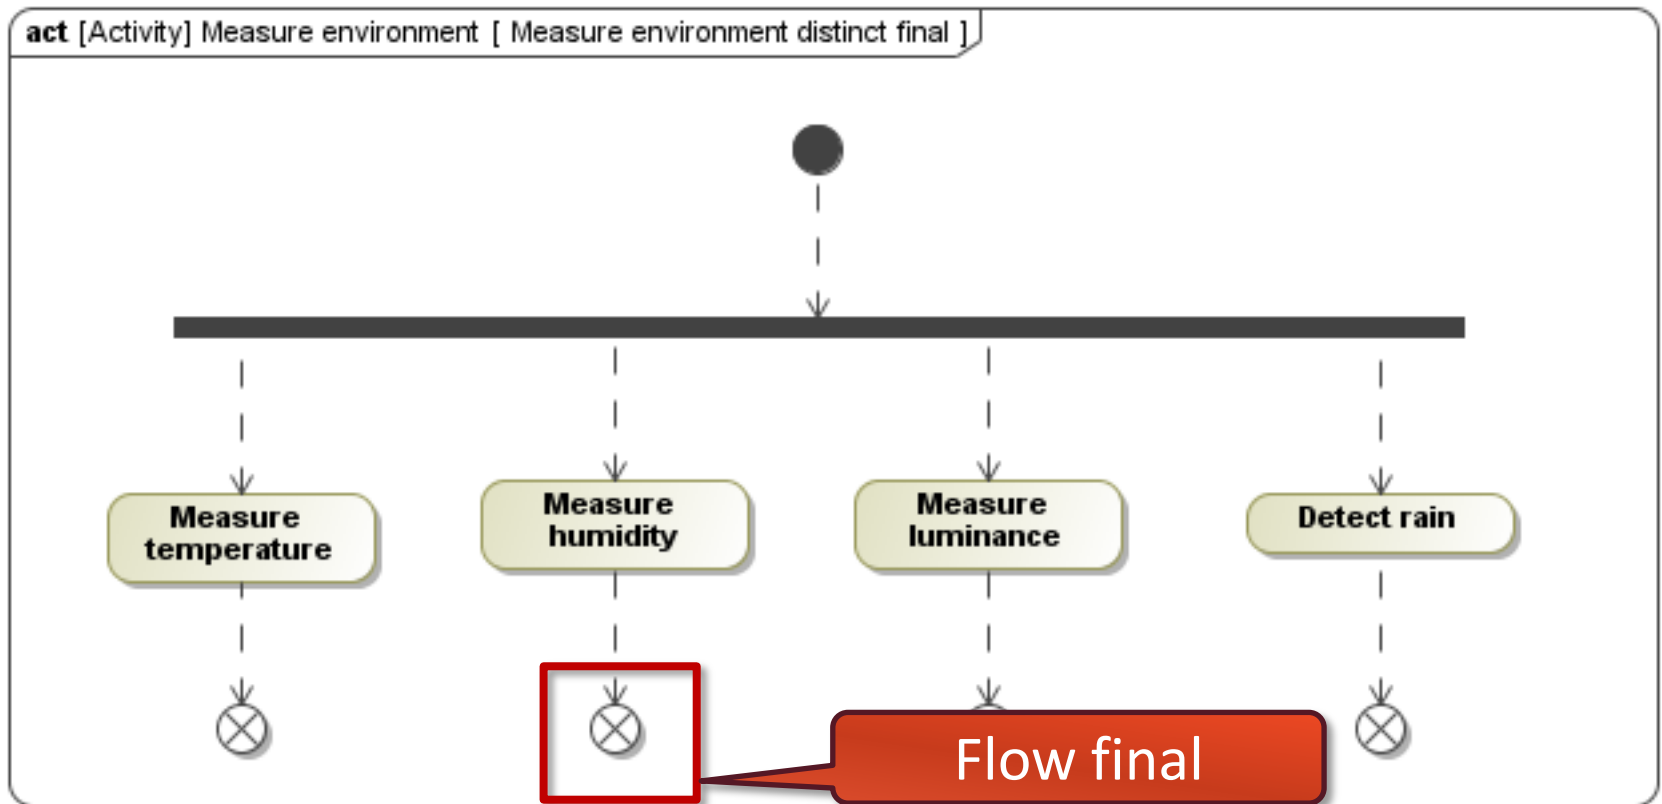 act [Activity] Measure environment [ Measure environment distinct final ]
Measure
temperature
Measure
humidity
Measure
luminance
Detect rain
Flow final